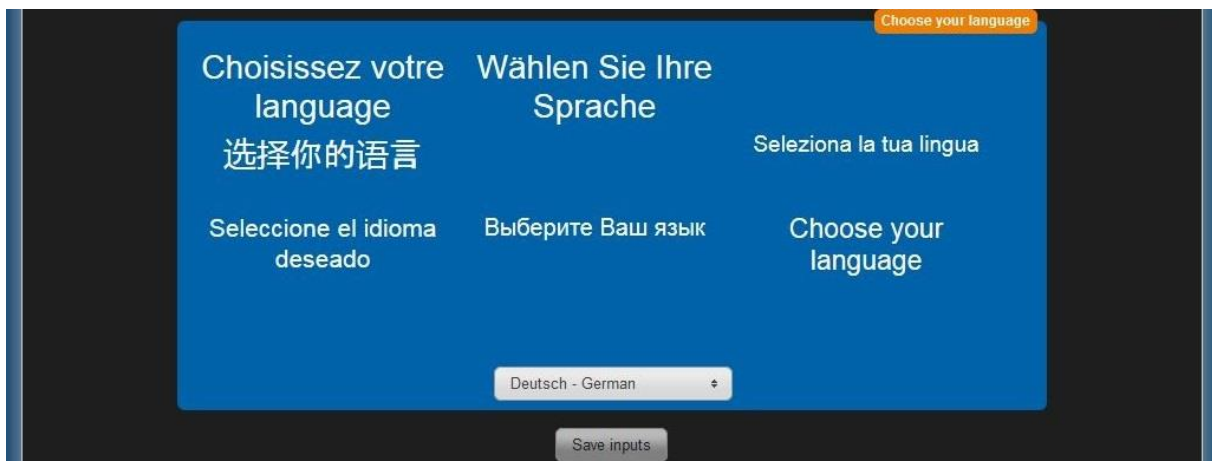 Choose your language
Choisissez votre
language
选择你的语言
Wählen Sie Ihre
Sprache
Seleziona la tua lingua
Seleccione el idioma
deseado
Выберите Ваш язык
Choose your
language
Deutsch - German
Save inputs